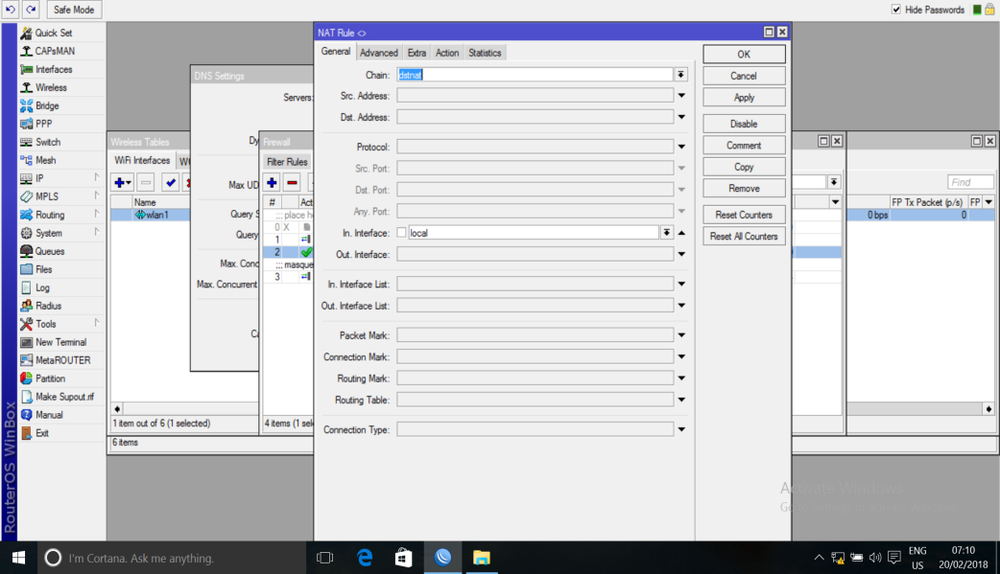 Safe Mode
Hide Passwords
Quick Set
CAPsMAN
Interfaces
Wireless
Bridge
PPP
Switch
Mesh
IP
MPLS
Routing
System
Queues
Files
Log
Radius
Tools
New Terminal
MetaROUTER
Partition
Make Supout.rif
Manual
Exit
RouterOS WinBox
Wireless Tables
WiFi Interfaces
Name
wlan1
1 item out of 6 (1 selected)
6 items
DNS Settings
Servers:
Dy
Max UD
Query S
Query
Max. Conc
Max. Concurrent
Ca
Firewall
Filter Rules
# Act
::: place h
0 X
1
2
::: masque
3
4 items (1 sel
NAT Rule <>
General Advanced Extra Action Statistics
Chain: dstnat
Src. Address:
Dst. Address:
Protocol:
Src. Port:
Dst. Port:
Any. Port:
In. Interface: local
Out. Interface:
In. Interface List:
Out. Interface List:
Packet Mark:
Connection Mark:
Routing Mark:
Routing Table:
Connection Type:
OK
Cancel
Apply
Disable
Comment
Copy
Remove
Reset Counters
Reset All Counters
Find
FP Tx Packet (p/s) FP
0 bps 0
Activate Windows
I'm Cortana. Ask me anything.
ENG
US
07:10
20/02/2018